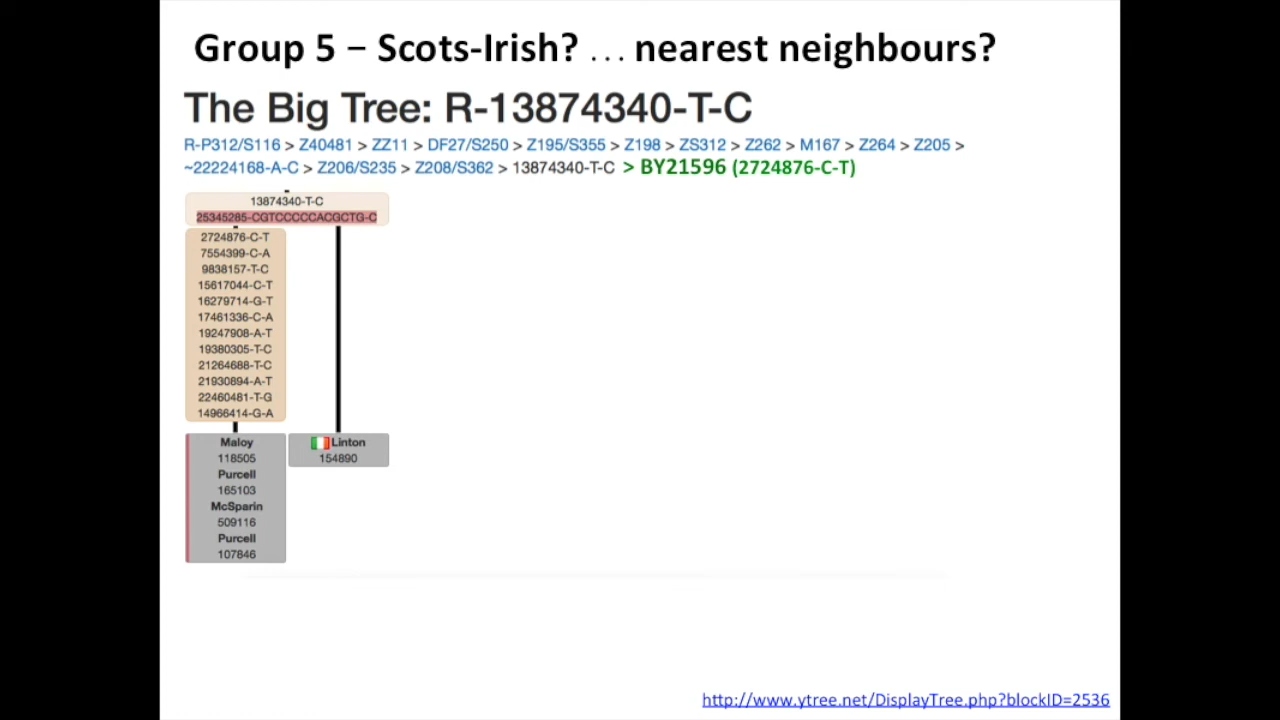 Group 5 – Scots-Irish? ... nearest neighbours?
The Big Tree: R-13874340-T-C
R-P312/S116 > Z40481 > ZZ11 > DF27/S250 > Z195/S355 > Z198 > ZS312 > Z262 > M167 > Z264 > Z205 >
~22224168-A-C > Z206/S235 > Z208/S362 > 13874340-T-C > BY21596 (2724876-C-T)
13874340-T-C
25345285-CGTCCCCCACGCTG-C
2724876-C-T
7554399-C-A
9838157-T-C
15617044-C-T
16279714-G-T
17461336-C-A
19247908-A-T
19380305-T-C
21264688-T-C
21930894-A-T
22460481-T-G
14966414-G-A
Maloy
118505
Purcell
165103
McSparin
509116
Purcell
107846
Linton
154890
http://www.ytree.net/DisplayTree.php?blockID=2536